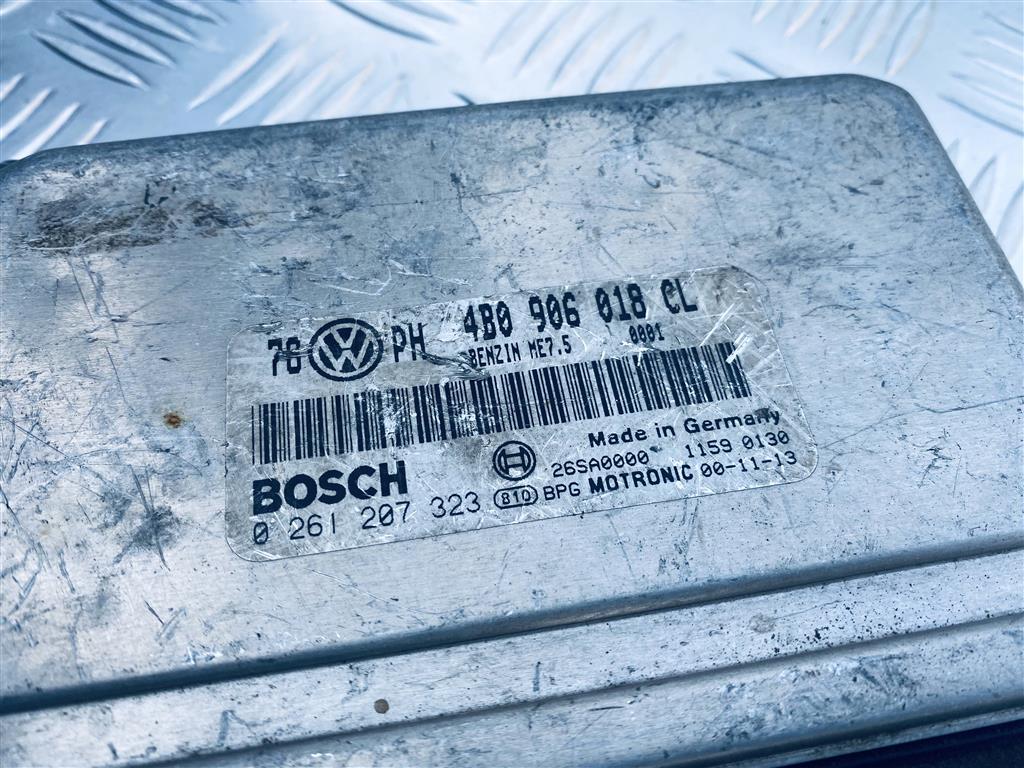 76 VW PH 4B0 906 018 CL
BENZIN ME7.5 0001
Made in Germany
BOSCH 26SA0000 1159 0130
0 261 207 323 810 BPG MOTRONIC 00-11-13